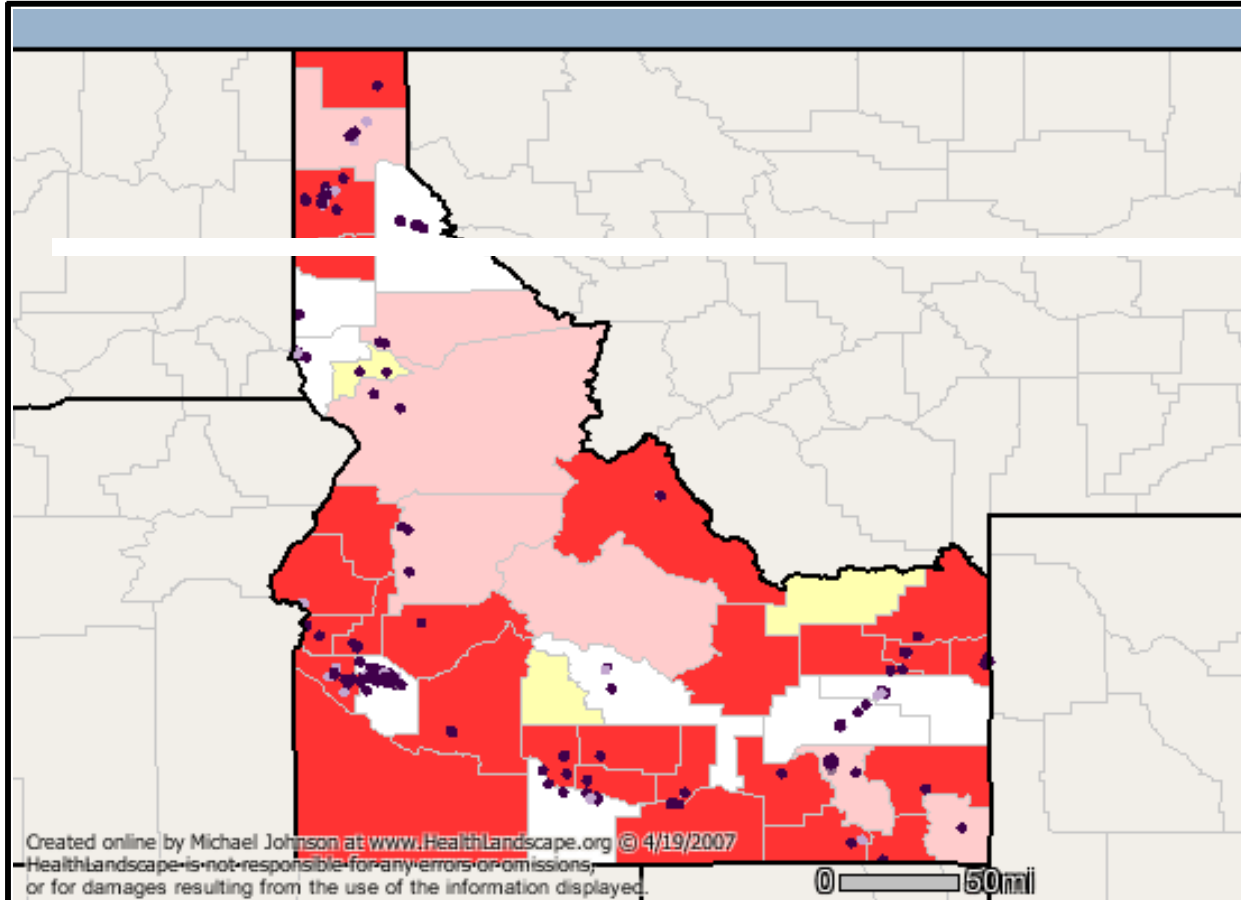 Created online by Michael Johnson at www.HealthLandscape.org © 4/19/2007
HealthLandscape is not responsible for any errors or omissions,
or for damages resulting from the use of the information displayed.
0 50mi